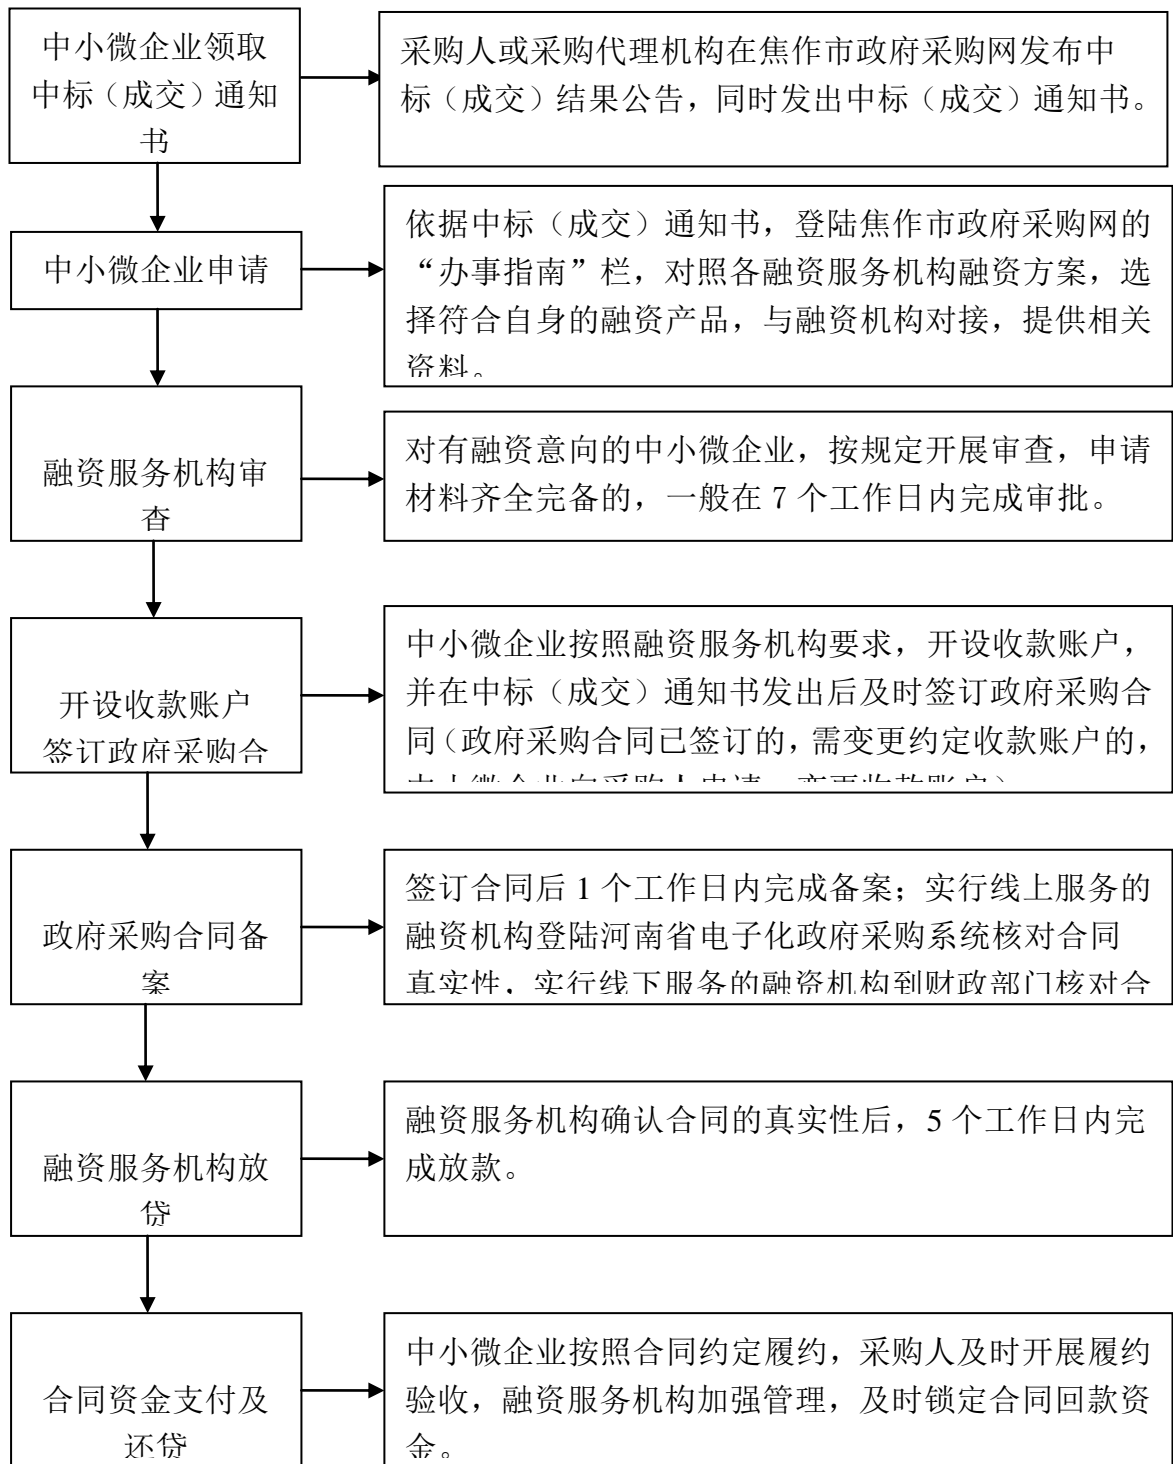 中小微企业领取
中标（成交）通知
书
采购人或采购代理机构在焦作市政府采购网发布中
标（成交）结果公告，同时发出中标（成交）通知书。
中小微企业申请
依据中标（成交）通知书，登陆焦作市政府采购网的
“办事指南”栏，对照各融资服务机构融资方案，选
择符合自身的融资产品，与融资机构对接，提供相关
资料。
融资服务机构审
查
对有融资意向的中小微企业，按规定开展审查，申请
材料齐全完备的，一般在 7 个工作日内完成审批。
开设收款账户
签订政府采购合
中小微企业按照融资服务机构要求，开设收款账户，
并在中标（成交）通知书发出后及时签订政府采购合
同（政府采购合同已签订的，需变更约定收款账户的，
中小微企业向采购人申请，变更收款账户）
政府采购合同备
案
签订合同后 1 个工作日内完成备案；实行线上服务的
融资机构登陆河南省电子化政府采购系统核对合同
真实性，实行线下服务的融资机构到财政部门核对合
融资服务机构放
贷
融资服务机构确认合同的真实性后，5 个工作日内完
成放款。
合同资金支付及
还贷
中小微企业按照合同约定履约，采购人及时开展履约
验收，融资服务机构加强管理，及时锁定合同回款资
金。